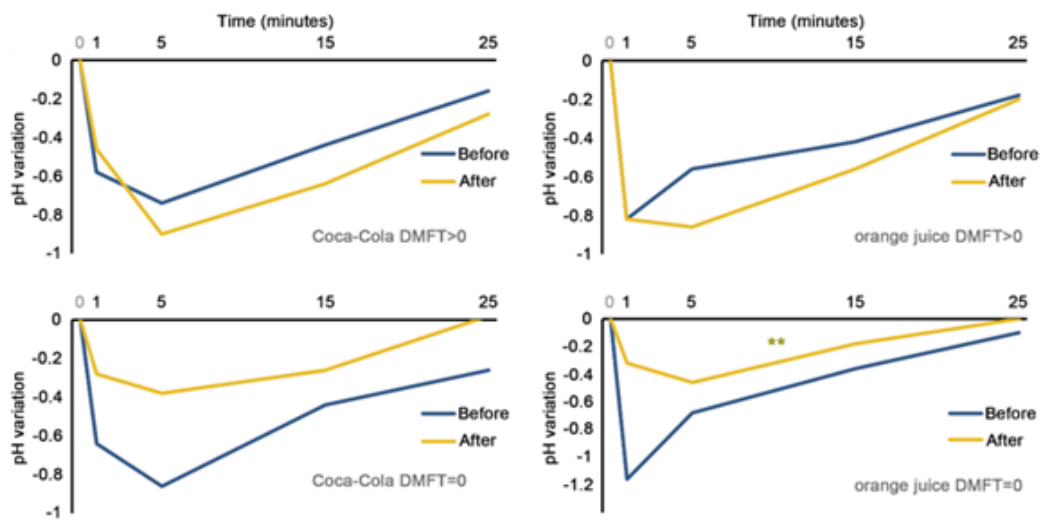 Time (minutes)
0 1 5 15 25
0
-0.2
-0.4
-0.6
-0.8
-1
pH variation
Before
After
Coca-Cola DMFT>0
Time (minutes)
0 1 5 15 25
0
-0.2
-0.4
-0.6
-0.8
-1
pH variation
Before
After
orange juice DMFT>0
0 1 5 15 25
0
-0.2
-0.4
-0.6
-0.8
-1
pH variation
Before
After
Coca-Cola DMFT=0
0 1 5 15 25
0
-0.2
-0.4
-0.6
-0.8
-1
-1.2
pH variation
**
Before
After
orange juice DMFT=0